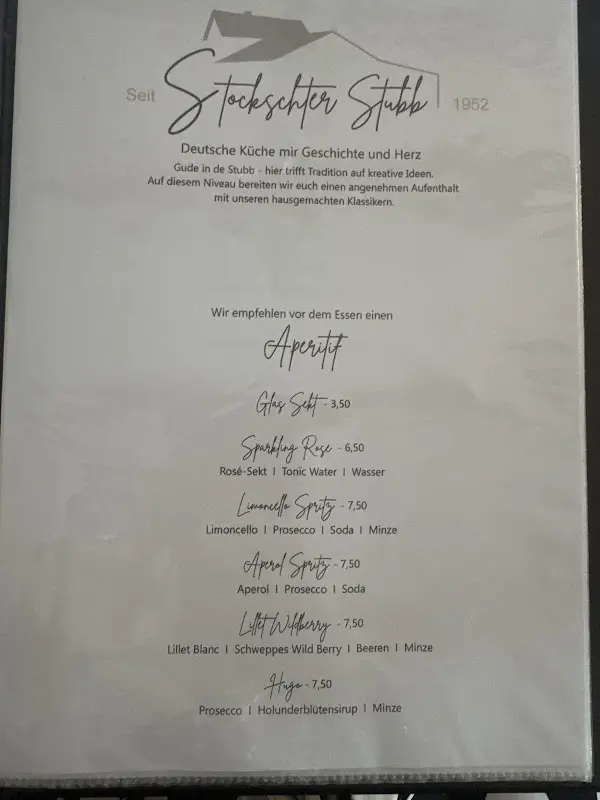 Seit Stockschter Stubb 1952
Deutsche Küche mir Geschichte und Herz
Gude in de Stubb - hier trifft Tradition auf kreative Ideen.
Auf diesem Niveau bereiten wir euch einen angenehmen Aufenthalt
mit unseren hausgemachten Klassikern.
Wir empfehlen vor dem Essen einen
Aperitif
Glas Sekt - 3,50
Sparkling Rose - 6,50
Rosé-Sekt I Tonic Water I Wasser
Limoncello Spritz - 7,50
Limoncello I Prosecco I Soda I Minze
Aperol Spritz - 7,50
Aperol I Prosecco I Soda
Lillet Wildberry - 7,50
Lillet Blanc I Schweppes Wild Berry I Beeren I Minze
Hugo - 7,50
Prosecco I Holunderblütensirup I Minze